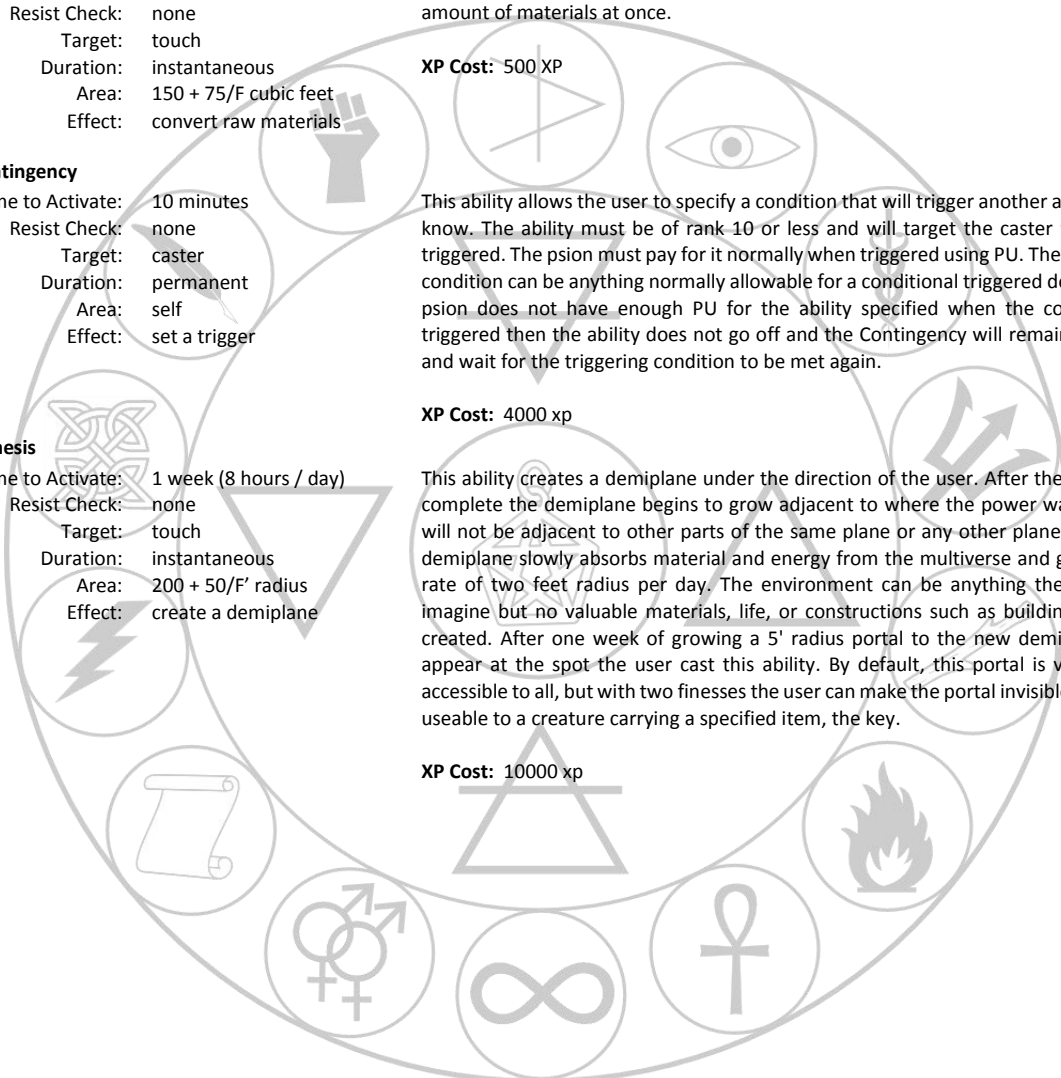 Resist Check: none
Target: touch
Duration: instantaneous
Area: 150 + 75/F cubic feet
Effect: convert raw materials
amount of materials at once.
XP Cost: 500 XP
ntingency
ne to Activate: 10 minutes
Resist Check: none
Target: caster
Duration: permanent
Area: self
Effect: set a trigger
This ability allows the user to specify a condition that will trigger another a
know. The ability must be of rank 10 or less and will target the caster
triggered. The psion must pay for it normally when triggered using PU. The
condition can be anything normally allowable for a conditional triggered de
psion does not have enough PU for the ability specified when the co
triggered then the ability does not go off and the Contingency will remain
and wait for the triggering condition to be met again.
XP Cost: 4000 xp
nesis
ne to Activate: 1 week (8 hours / day)
Resist Check: none
Target: touch
Duration: instantaneous
Area: 200 + 50/F’ radius
Effect: create a demiplane
This ability creates a demiplane under the direction of the user. After the
complete the demiplane begins to grow adjacent to where the power wa
will not be adjacent to other parts of the same plane or any other plane
demiplane slowly absorbs material and energy from the multiverse and g
rate of two feet radius per day. The environment can be anything the
imagine but no valuable materials, life, or constructions such as buildin
created. After one week of growing a 5' radius portal to the new demi
appear at the spot the user cast this ability. By default, this portal is v
accessible to all, but with two finesses the user can make the portal invisible
useable to a creature carrying a specified item, the key.
XP Cost: 10000 xp